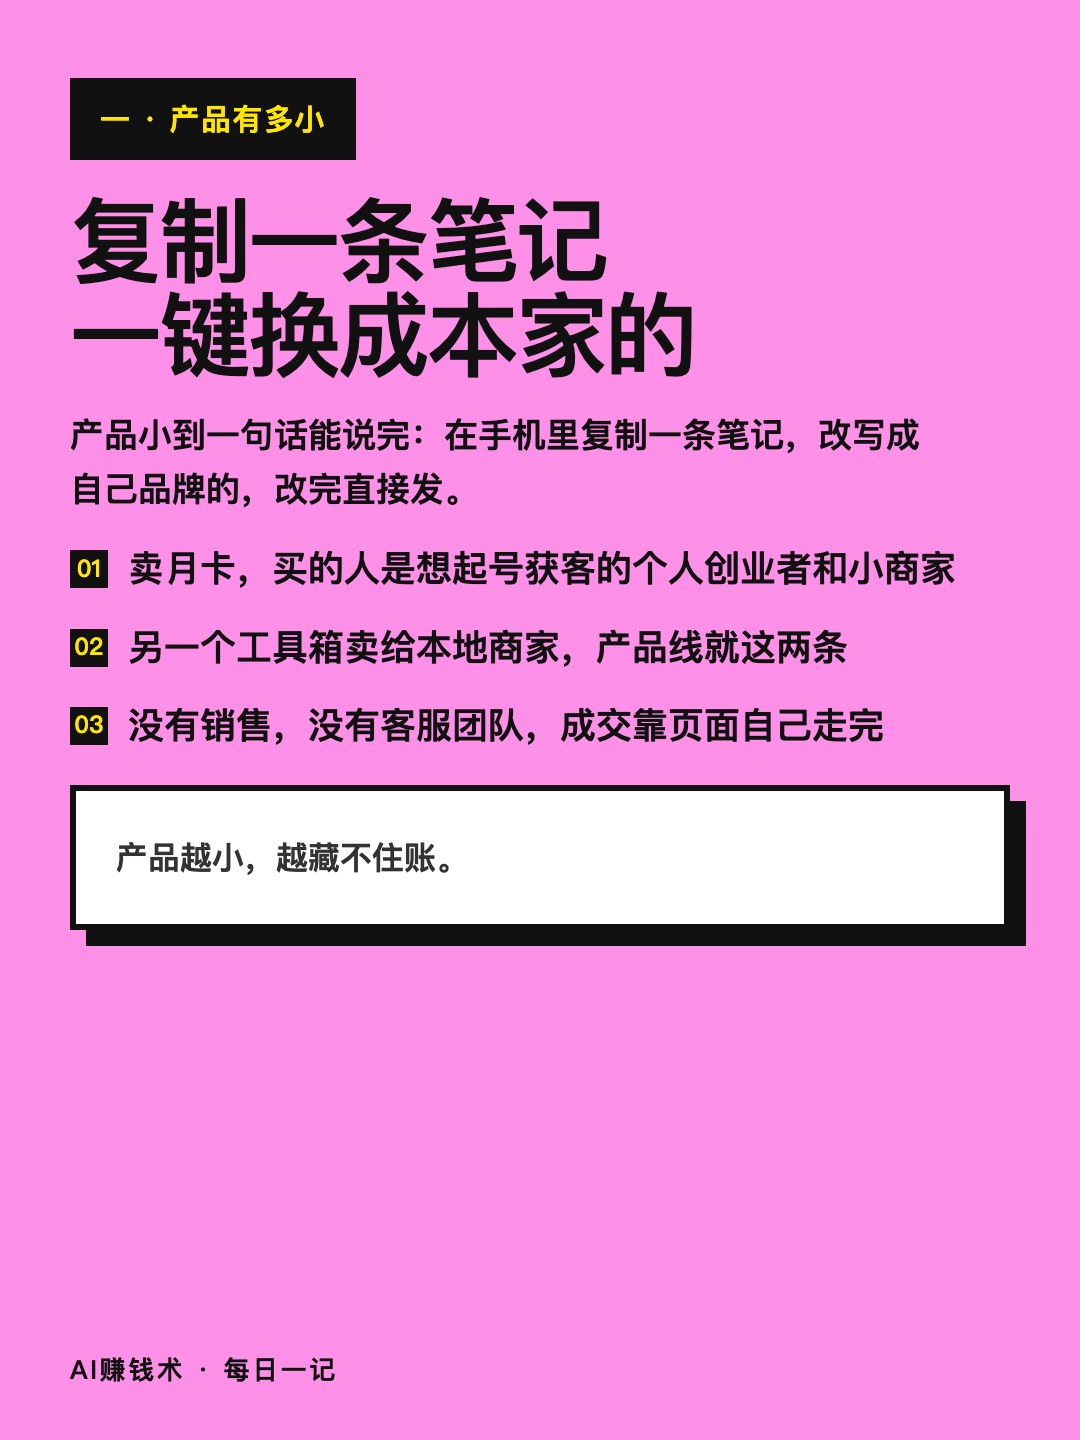 一 · 产品有多小
复制一条笔记
一键换成本家的
产品小到一句话能说完：在手机里复制一条笔记，改写成
自己品牌的，改完直接发。
01 卖月卡，买的人是想起号获客的个人创业者和小商家
02 另一个工具箱卖给本地商家，产品线就这两条
03 没有销售，没有客服团队，成交靠页面自己走完
产品越小，越藏不住账。
AI赚钱术 · 每日一记